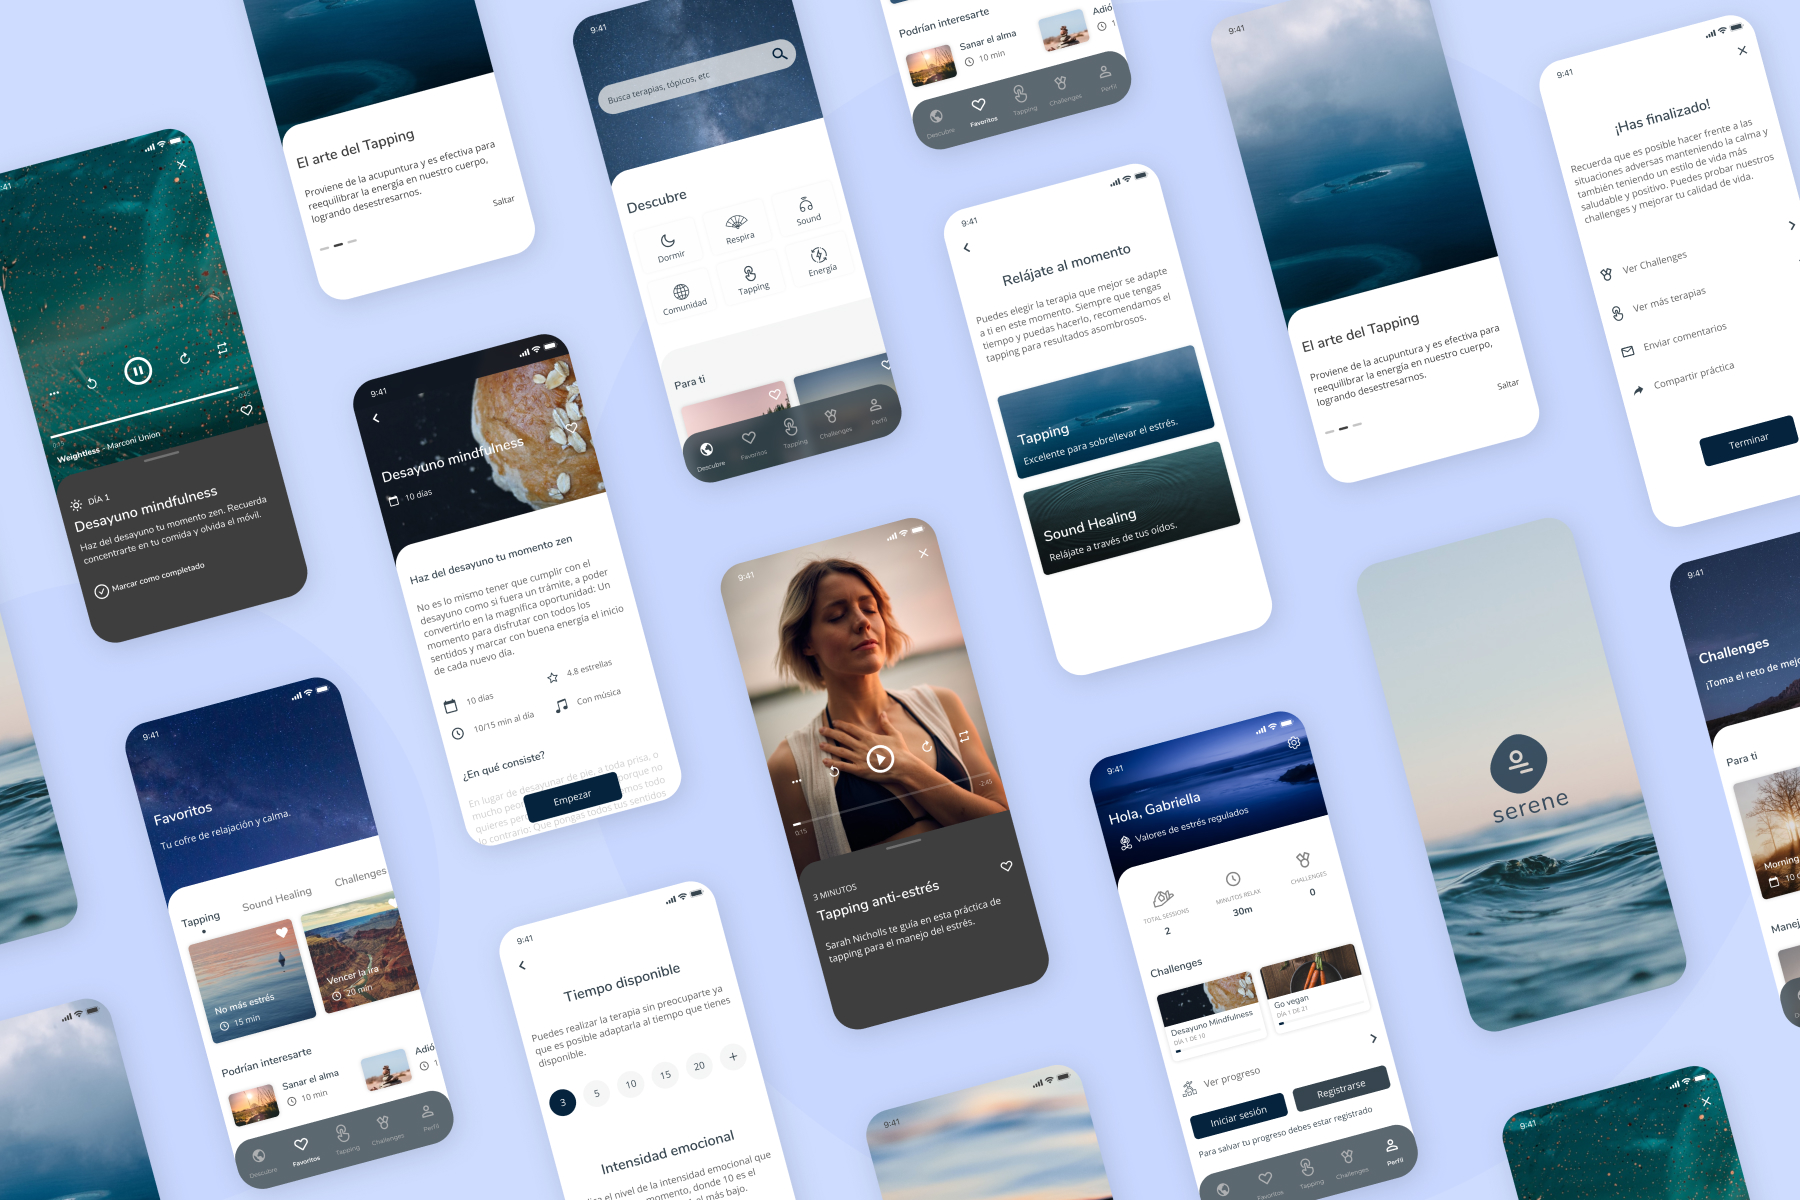 :41
0:15
0:45
Weightless - Marconi Union
DÍA 1
Desayuno mindfulness
Haz del desayuno tu momento zen. Recuerda
concentrarte en tu comida y olvida el móvil.
Marcar como completado
El arte del Tapping
Proviene de la acupuntura y es efectiva para
reequilibrar la energía en nuestro cuerpo,
logrando desestresarnos.
Saltar
9:41
Busca terapias, tópicos, etc
Descubre
Dormir
Respira
Sound
Comunidad
Tapping
Energía
Para ti
Descubre
Favoritos
Tapping
Challenges
Perfil
Podrían interesarte
Sanar el alma
10 min
Adió
1
Descubre
Favoritos
Tapping
Challenges
Perfil
9:41
El arte del Tapping
Proviene de la acupuntura y es efectiva para
reequilibrar la energía en nuestro cuerpo,
logrando desestresarnos.
Saltar
9:41
¡Has finalizado!
Recuerda que es posible hacer frente a las
situaciones adversas manteniendo la calma y
también teniendo un estilo de vida más
saludable y positivo. Puedes probar nuestros
challenges y mejorar tu calidad de vida.
Ver Challenges
Ver más terapias
Enviar comentarios
Compartir práctica
Terminar
9:41
Relájate al momento
Puedes elegir la terapia que mejor se adapte
a ti en este momento. Siempre que tengas
tiempo y puedas hacerlo, recomendamos el
tapping para resultados asombrosos.
Tapping
Excelente para sobrellevar el estrés.
Sound Healing
Relájate a través de tus oídos.
9:41
Desayuno mindfulness
10 días
Haz del desayuno tu momento zen
No es lo mismo tener que cumplir con el
desayuno como si fuera un trámite, a poder
convertirlo en la magnífica oportunidad: Un
momento para disfrutar con todos los
sentidos y marcar con buena energía el inicio
de cada nuevo día.
10 días
4.8 estrellas
10/15 min al día
Con música
¿En qué consiste?
En lugar de desayunar de pie, a toda prisa, o
mucho peor
porque no
quieres per
mos todo
lo contrario: Que pongas todos tus sentidos
Empezar
9:41
0:15
2:45
3 MINUTOS
Tapping anti-estrés
Sarah Nicholls te guía en esta práctica de
tapping para el manejo del estrés.
9:41
Favoritos
Tu cofre de relajación y calma.
Tapping
Sound Healing
Challenges
No más estrés
15 min
Vencer la ira
20 min
Podrían interesarte
Sanar el alma
10 min
Adió
1
Descubre
Favoritos
Tapping
Challenges
Perfil
9:41
Tiempo disponible
Puedes realizar la terapia sin preocuparte ya
que es posible adaptarla al tiempo que tienes
disponible.
3
5
10
15
20
+
Intensidad emocional
ica el nivel de la intensidad emocional que
momento, donde 10 es el
el más bajo.
9:41
9:41
Hola, Gabriella
Valores de estrés regulados
TOTAL SESSIONS
2
MINUTOS RELAX
30m
CHALLENGES
0
Challenges
Desayuno Mindfulness
DÍA 1 DE 10
Go vegan
DÍA 1 DE 21
Ver progreso
Iniciar sesión
Registrarse
Para salvar tu progreso debes estar registrado
Favoritos
Tapping
Challenges
Perfil
serene
9:41
Challenges
¡Toma el reto de mejo
Para ti
Morning
10
Manej
9:41